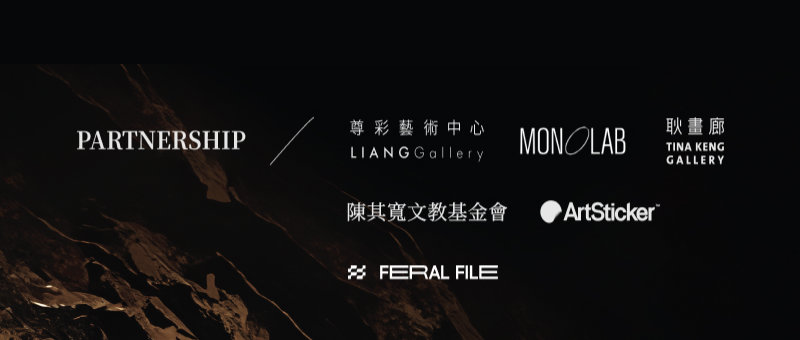 PARTNERSHIP
尊彩藝術中心
LIANG Gallery
MONOLAB
耿畫廊
TINA KENG
GALLERY
陳其寬文教基金會
ArtSticker™
FERAL FILE